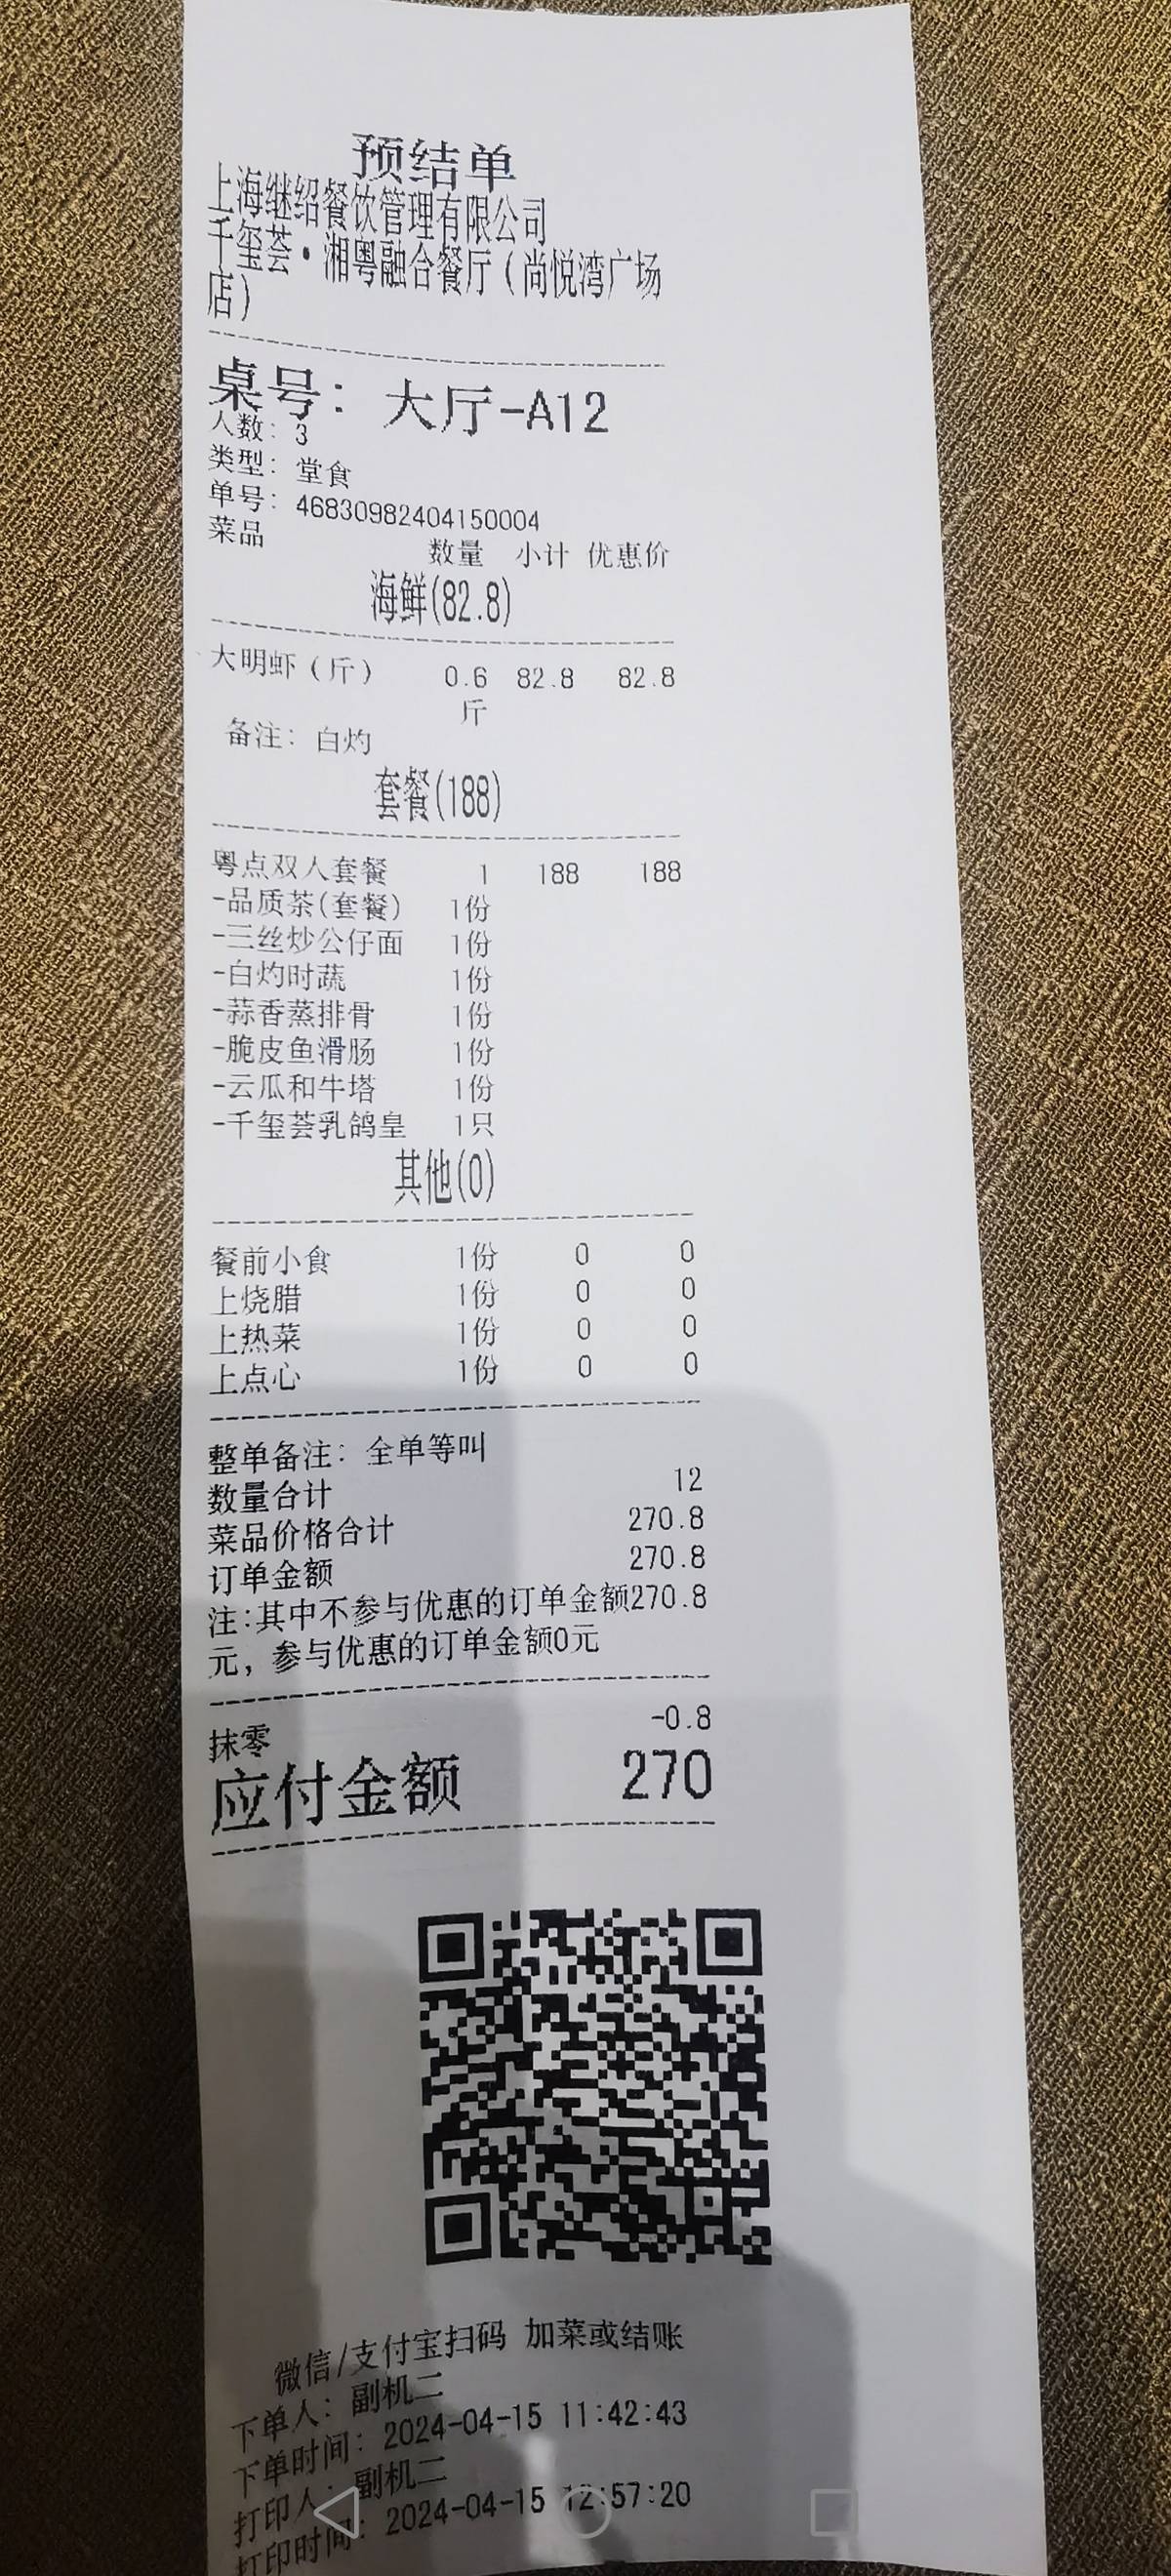 预结单
上海继绍餐饮管理有限公司
千玺荟·湘粤融合餐厅（尚悦湾广场
店）
桌号：大厅-A12
人数：3
类型：堂食
单号：46830982404150004
菜品 数量 小计 优惠价
海鲜(82.8)
大明虾（斤） 0.6 82.8 82.8
斤
备注：白灼
套餐(188)
粤点双人套餐 1 188 188
-品质茶(套餐) 1份
-三丝炒公仔面 1份
-白灼时蔬 1份
-蒜香蒸排骨 1份
-脆皮鱼滑肠 1份
-云瓜和牛塔 1份
-千玺荟乳鸽皇 1只
其他(0)
餐前小食 1份 0 0
上烧腊 1份 0 0
上热菜 1份 0 0
上点心 1份 0 0
整单备注：全单等叫
数量合计 12
菜品价格合计 270.8
订单金额 270.8
注:其中不参与优惠的订单金额270.8
元，参与优惠的订单金额0元
抹零 -0.8
应付金额 270
微信/支付宝扫码 加菜或结账
下单人：副机二
下单时间：2024-04-15 11:42:43
打印人：副机二
打印时间：2024-04-15 12:57:20